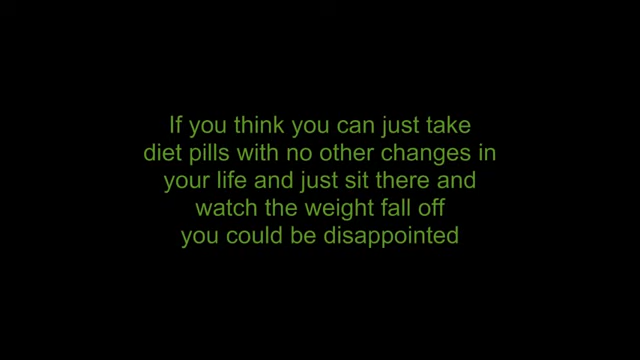 If you think you can just take
diet pills with no other changes in
your life and just sit there and
watch the weight fall off
you could be disappointed